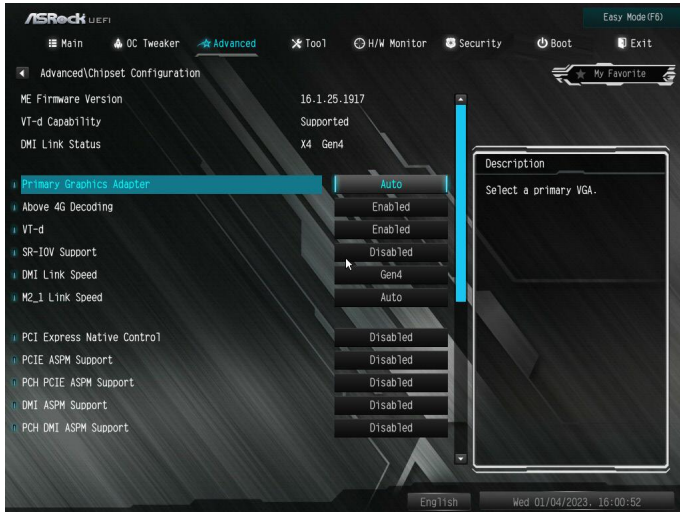 ASRock UEFI
Easy Mode(F6)
Main OC Tweaker Advanced Tool H/W Monitor Security Boot Exit
Advanced\Chipset Configuration
My Favorite
ME Firmware Version 16.1.25.1917
VT-d Capability Supported
DMI Link Status X4 Gen4
Description
Primary Graphics Adapter Auto
Select a primary VGA.
Above 4G Decoding Enabled
VT-d Enabled
SR-IOV Support Disabled
DMI Link Speed Gen4
M2_1 Link Speed Auto
PCI Express Native Control Disabled
PCIE ASPM Support Disabled
PCH PCIE ASPM Support Disabled
DMI ASPM Support Disabled
PCH DMI ASPM Support Disabled
English
Wed 01/04/2023. 16:00:52